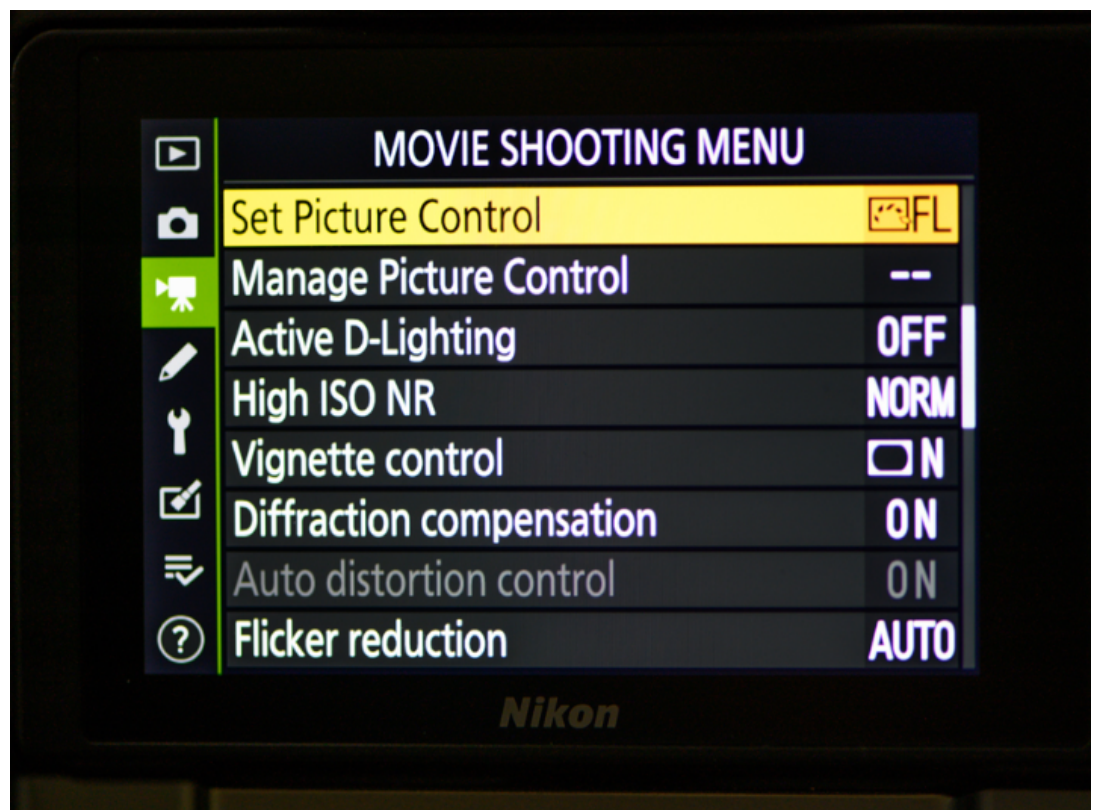 MOVIE SHOOTING MENU
Set Picture Control FL
Manage Picture Control --
Active D-Lighting OFF
High ISO NR NORM
Vignette control N
Diffraction compensation ON
Auto distortion control ON
Flicker reduction AUTO
?
Nikon